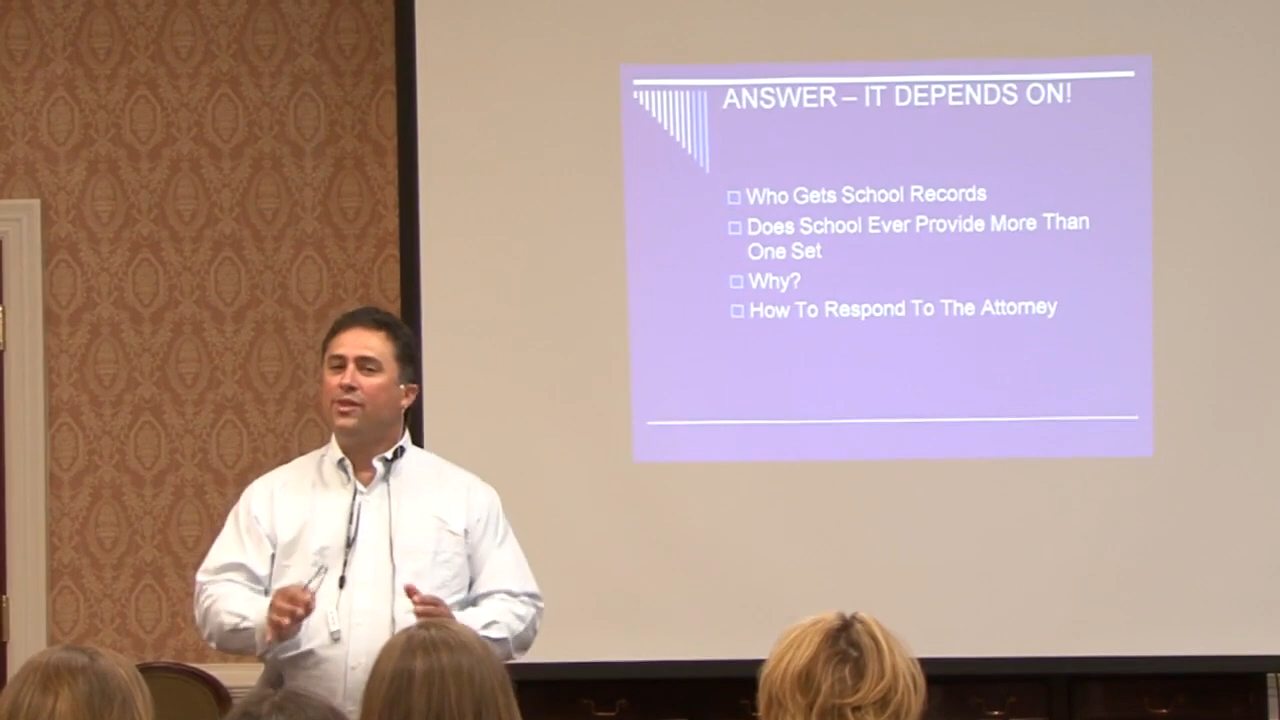 ANSWER – IT DEPENDS ON!
Who Gets School Records
Does School Ever Provide More Than
One Set
Why?
How To Respond To The Attorney